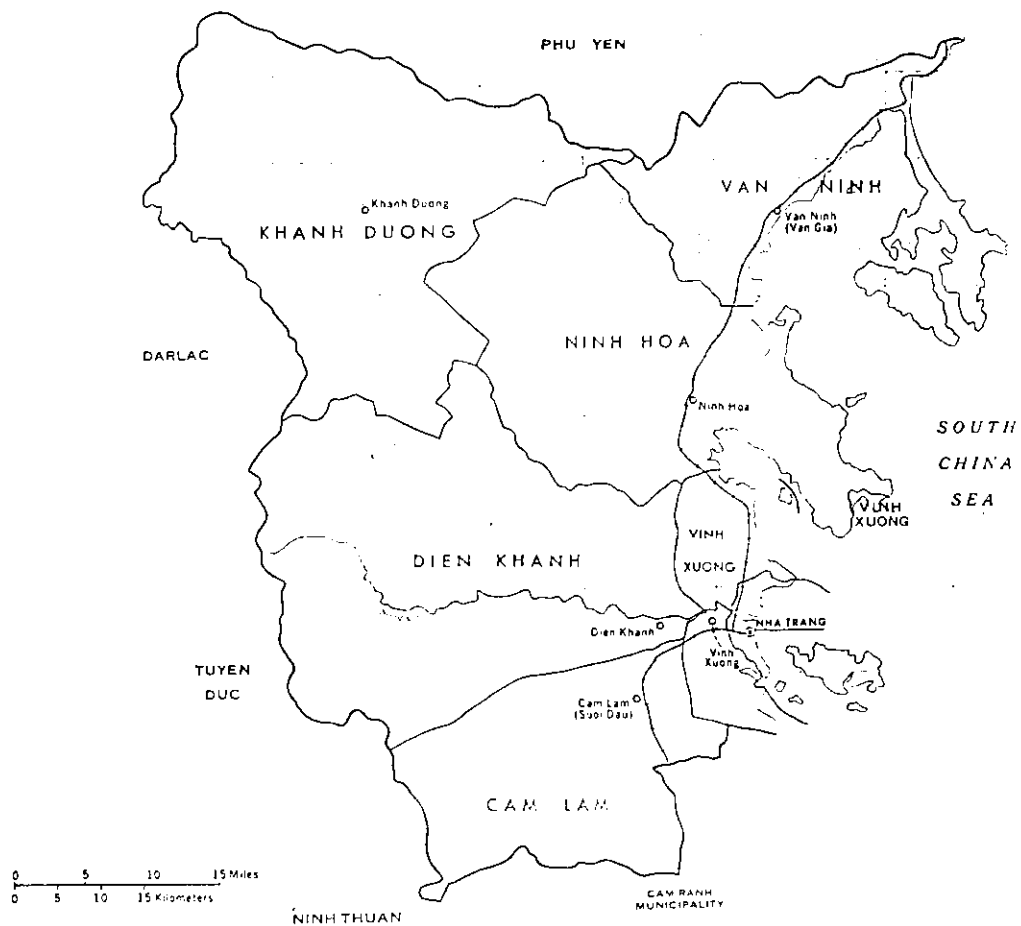 PHU YEN
VAN NINH
Khanh Duong
KHANH DUONG
Van Ninh
(Van Gia)
NINH HOA
DARLAC
Ninh Hoa
SOUTH
CHINA
SEA
VINH
XUONG
VINH
XUONG
DIEN KHANH
Dien Khanh
NHA TRANG
Vinh
Xuong
TUYEN
DUC
Cam Lam
(Suoi Dau)
CAM LAM
0 5 10 15 Miles
0 5 10 15 Kilometers
CAM RANH
MUNICIPALITY
NINH THUAN